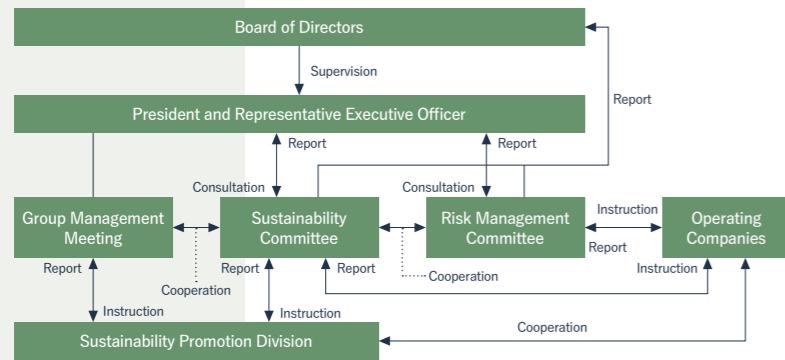 Board of Directors
Supervision
Report
President and Representative Executive Officer
Report
Report
Consultation
Consultation
Group Management
Meeting
Sustainability
Committee
Risk Management
Committee
Instruction
Report
Operating
Companies
Report
Cooperation
Report
Report
Cooperation
Instruction
Instruction
Instruction
Cooperation
Sustainability Promotion Division